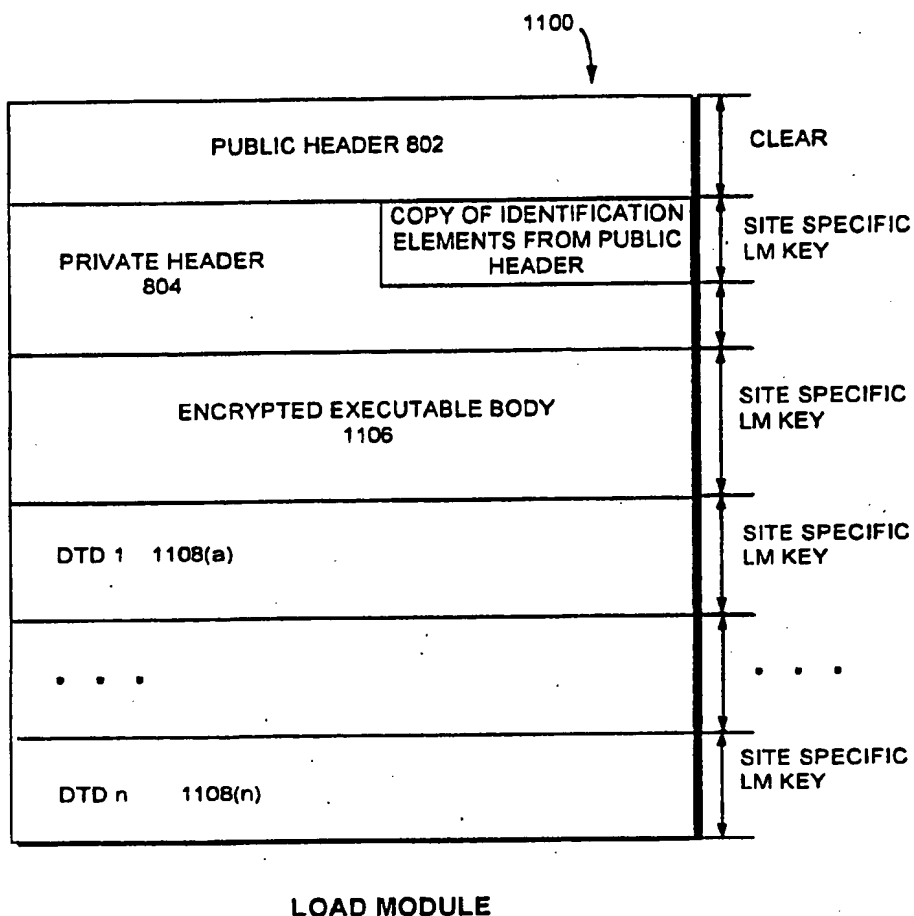 1100
PUBLIC HEADER 802
CLEAR
COPY OF IDENTIFICATION
ELEMENTS FROM PUBLIC
HEADER
PRIVATE HEADER
804
SITE SPECIFIC
LM KEY
ENCRYPTED EXECUTABLE BODY
1106
SITE SPECIFIC
LM KEY
DTD 1 1108(a)
SITE SPECIFIC
LM KEY
. . .
. . .
DTD n 1108(n)
SITE SPECIFIC
LM KEY
LOAD MODULE